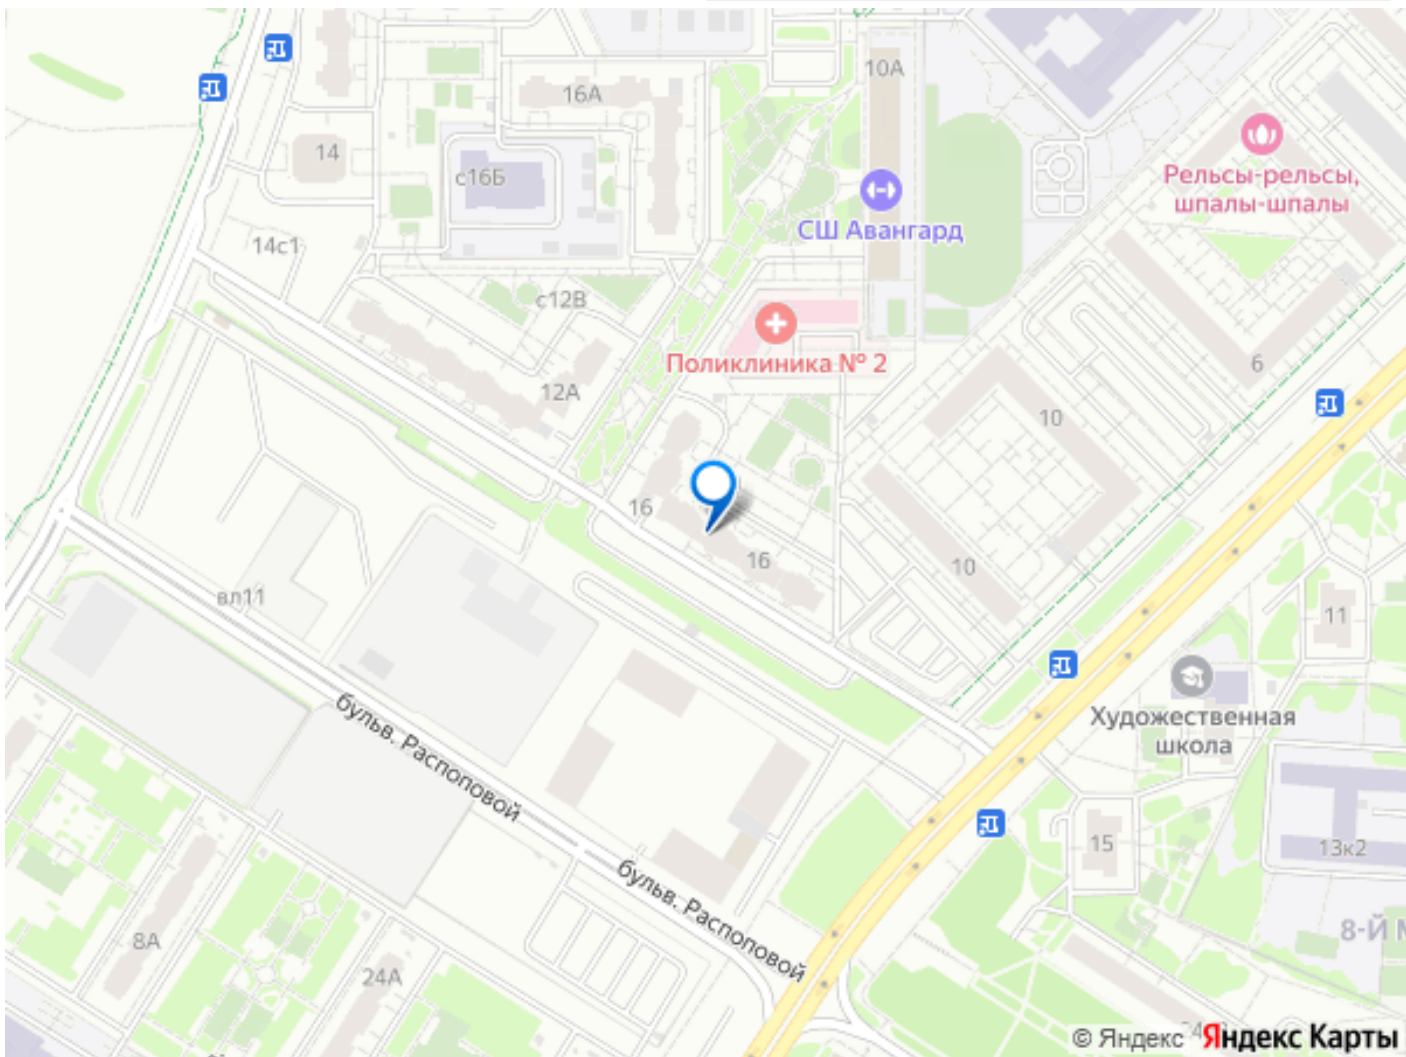 10А
16А
14
с16Б
Рельсы-рельсы,
шпалы-шпалы
СШ Авангард
14с1
с12В
Поликлиника № 2
6
12А
10
16
16
10
вл11
11
Художественная
школа
бульв. Распоповой
15
13к2
бульв. Распоповой
8А
24А
8-Й М
© Яндекс
Яндекс Карты